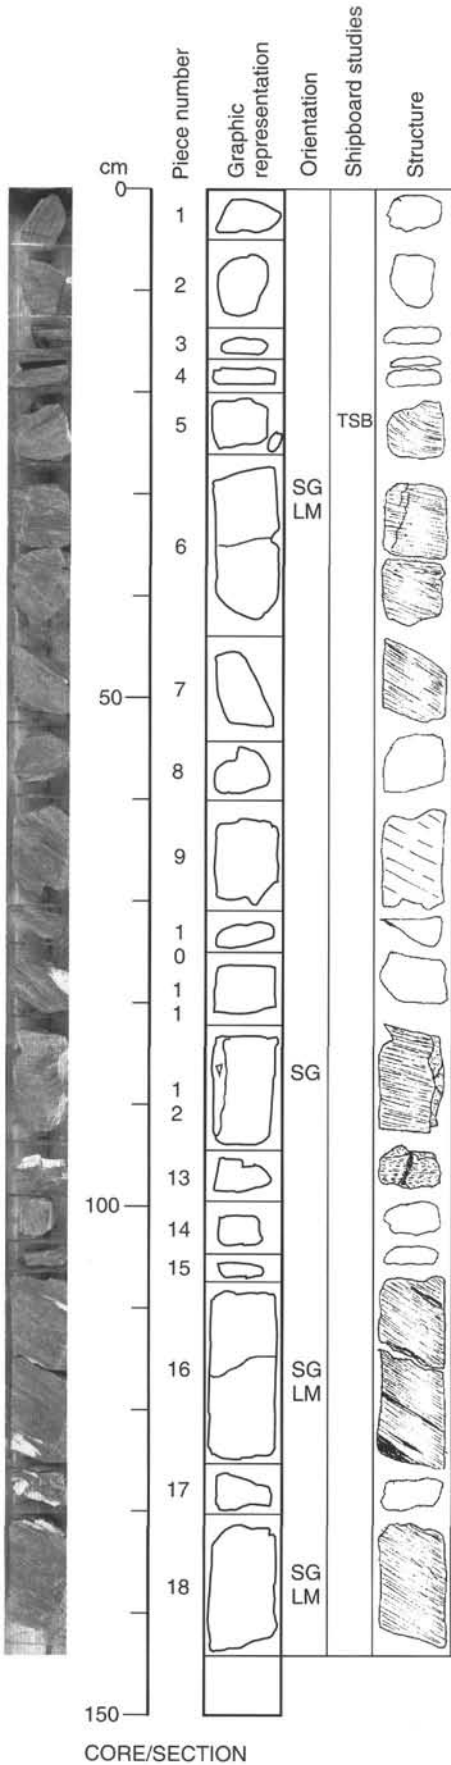 cm
Piece number
Graphic
representation
Orientation
Shipboard studies
Structure
0
1
2
3
4
5
TSB
SG
LM
6
50
7
8
9
1
0
1
1
SG
1
2
13
100
14
15
16
SG
LM
17
18
SG
LM
150
CORE/SECTION